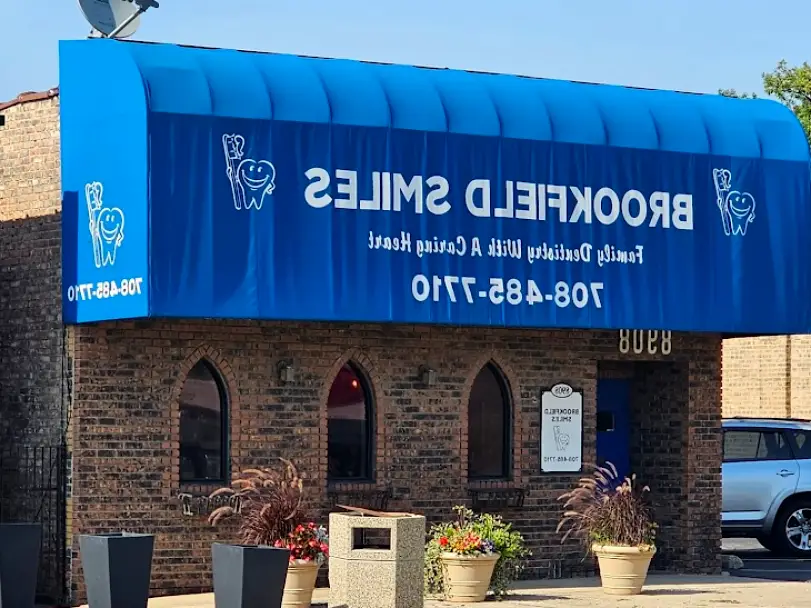 BROOKFIELD SMILES
Family Dentistry With A Caring Heart
708-485-7710
708-485-7710
8908
8908
BROOKFIELD
SMILES
708-485-7710